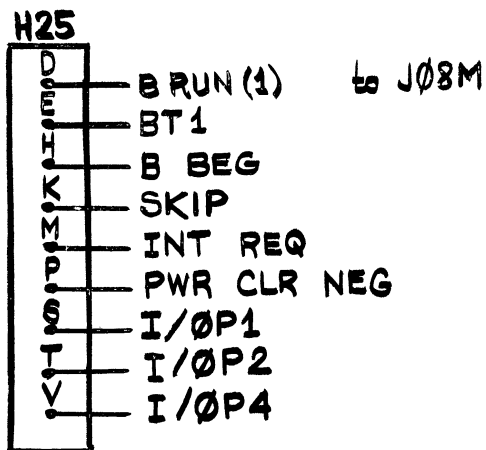 H25
D B RUN(1) to JØ8M
E BT1
H B BEG
K SKIP
M INT REQ
P PWR CLR NEG
S I/ØP1
T I/ØP2
V I/ØP4